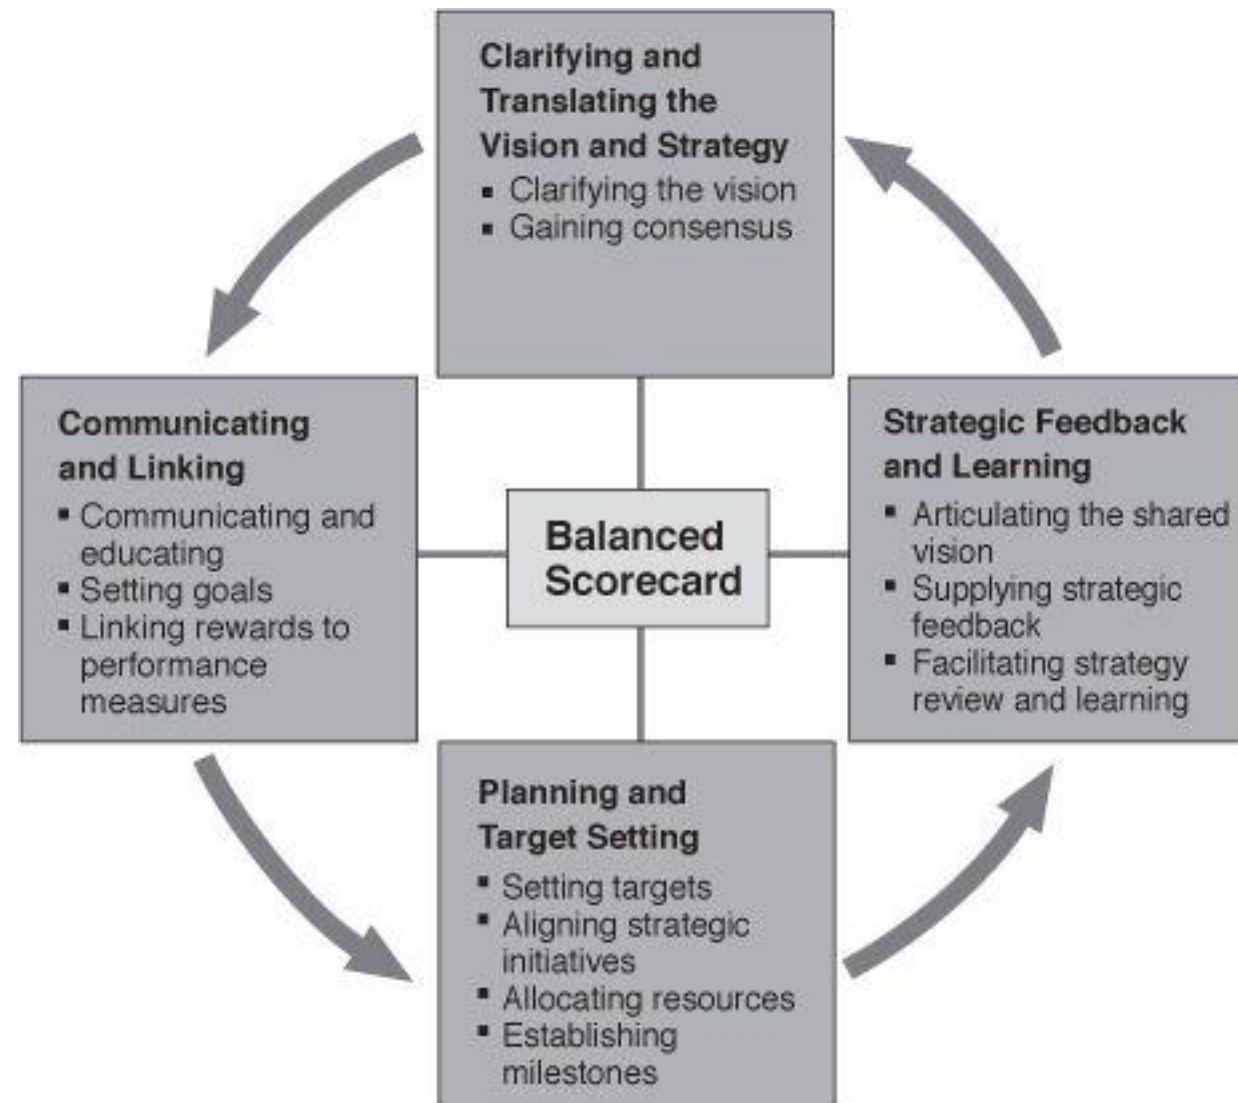 Clarifying and
Translating the
Vision and Strategy
▪ Clarifying the vision
▪ Gaining consensus
Communicating
and Linking
▪ Communicating and
educating
▪ Setting goals
▪ Linking rewards to
performance
measures
Balanced
Scorecard
Strategic Feedback
and Learning
▪ Articulating the shared
vision
▪ Supplying strategic
feedback
▪ Facilitating strategy
review and learning
Planning and
Target Setting
▪ Setting targets
▪ Aligning strategic
initiatives
▪ Allocating resources
▪ Establishing
milestones